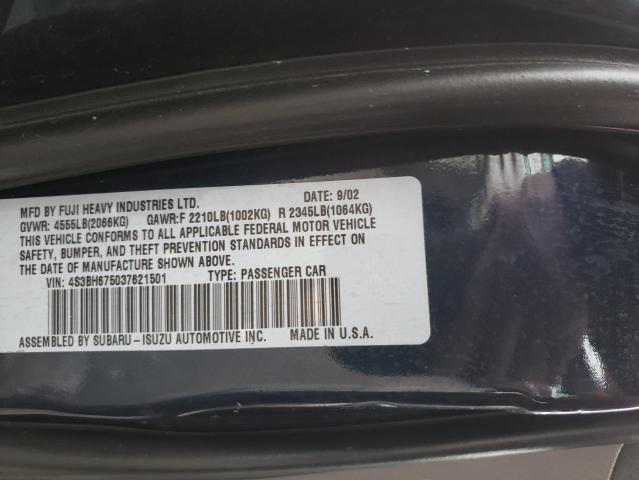 MFD BY FUJI HEAVY INDUSTRIES LTD. DATE: 9/02
GVWR: 4555LB(2066KG) GAWR:F 2210LB(1002KG) R 2345LB(1064KG)
THIS VEHICLE CONFORMS TO ALL APPLICABLE FEDERAL MOTOR VEHICLE
SAFETY, BUMPER, AND THEFT PREVENTION STANDARDS IN EFFECT ON
THE DATE OF MANUFACTURE SHOWN ABOVE.
VIN: 4S3BH675037621501 TYPE: PASSENGER CAR
ASSEMBLED BY SUBARU-ISUZU AUTOMOTIVE INC. MADE IN U.S.A.